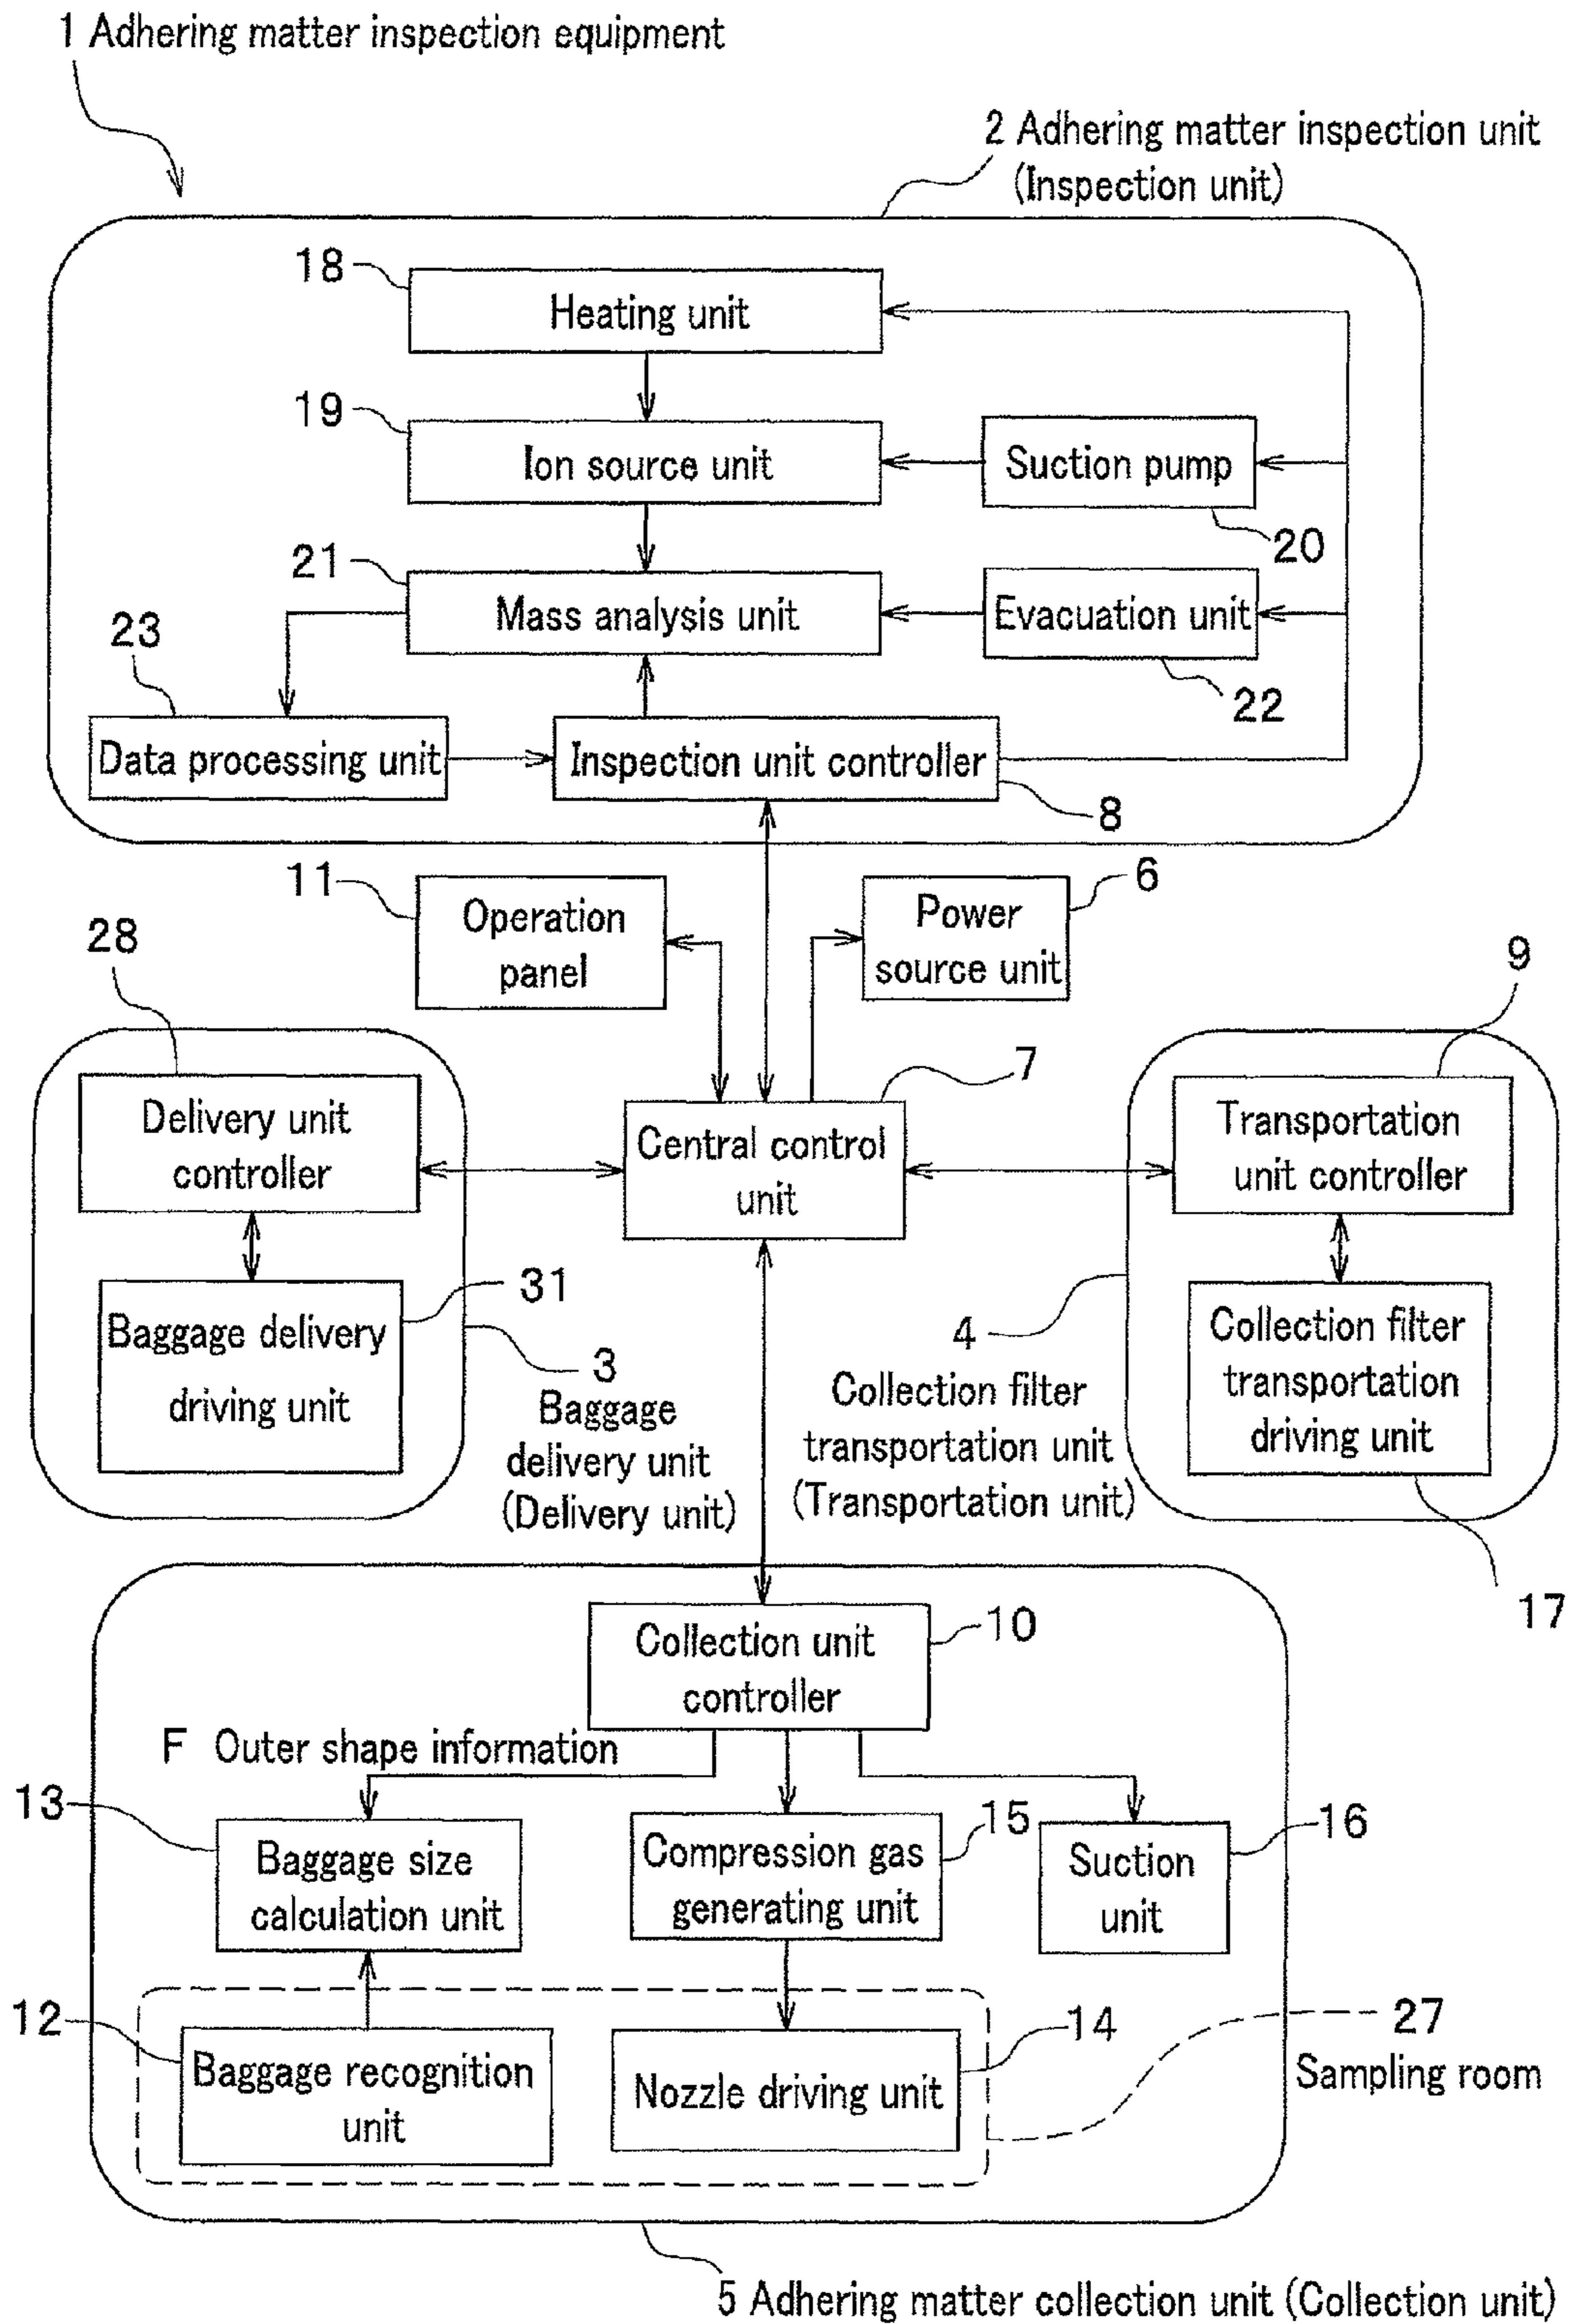 1 Adhering matter inspection equipment
2 Adhering matter inspection unit
(Inspection unit)
18
Heating unit
19
Ion source unit
Suction pump
20
21
Mass analysis unit
Evacuation unit
22
23
Data processing unit
Inspection unit controller
8
11
Operation
panel
6
Power
source unit
28
Delivery unit
controller
7
Central control
unit
9
Transportation
unit controller
31
Baggage delivery
driving unit
3
Baggage
delivery unit
(Delivery unit)
4
Collection filter
transportation unit
(Transportation unit)
Collection filter
transportation
driving unit
17
Collection unit
controller
10
F Outer shape information
13
Baggage size
calculation unit
15
Compression gas
generating unit
16
Suction
unit
12
Baggage recognition
unit
14
Nozzle driving unit
27
Sampling room
5 Adhering matter collection unit (Collection unit)